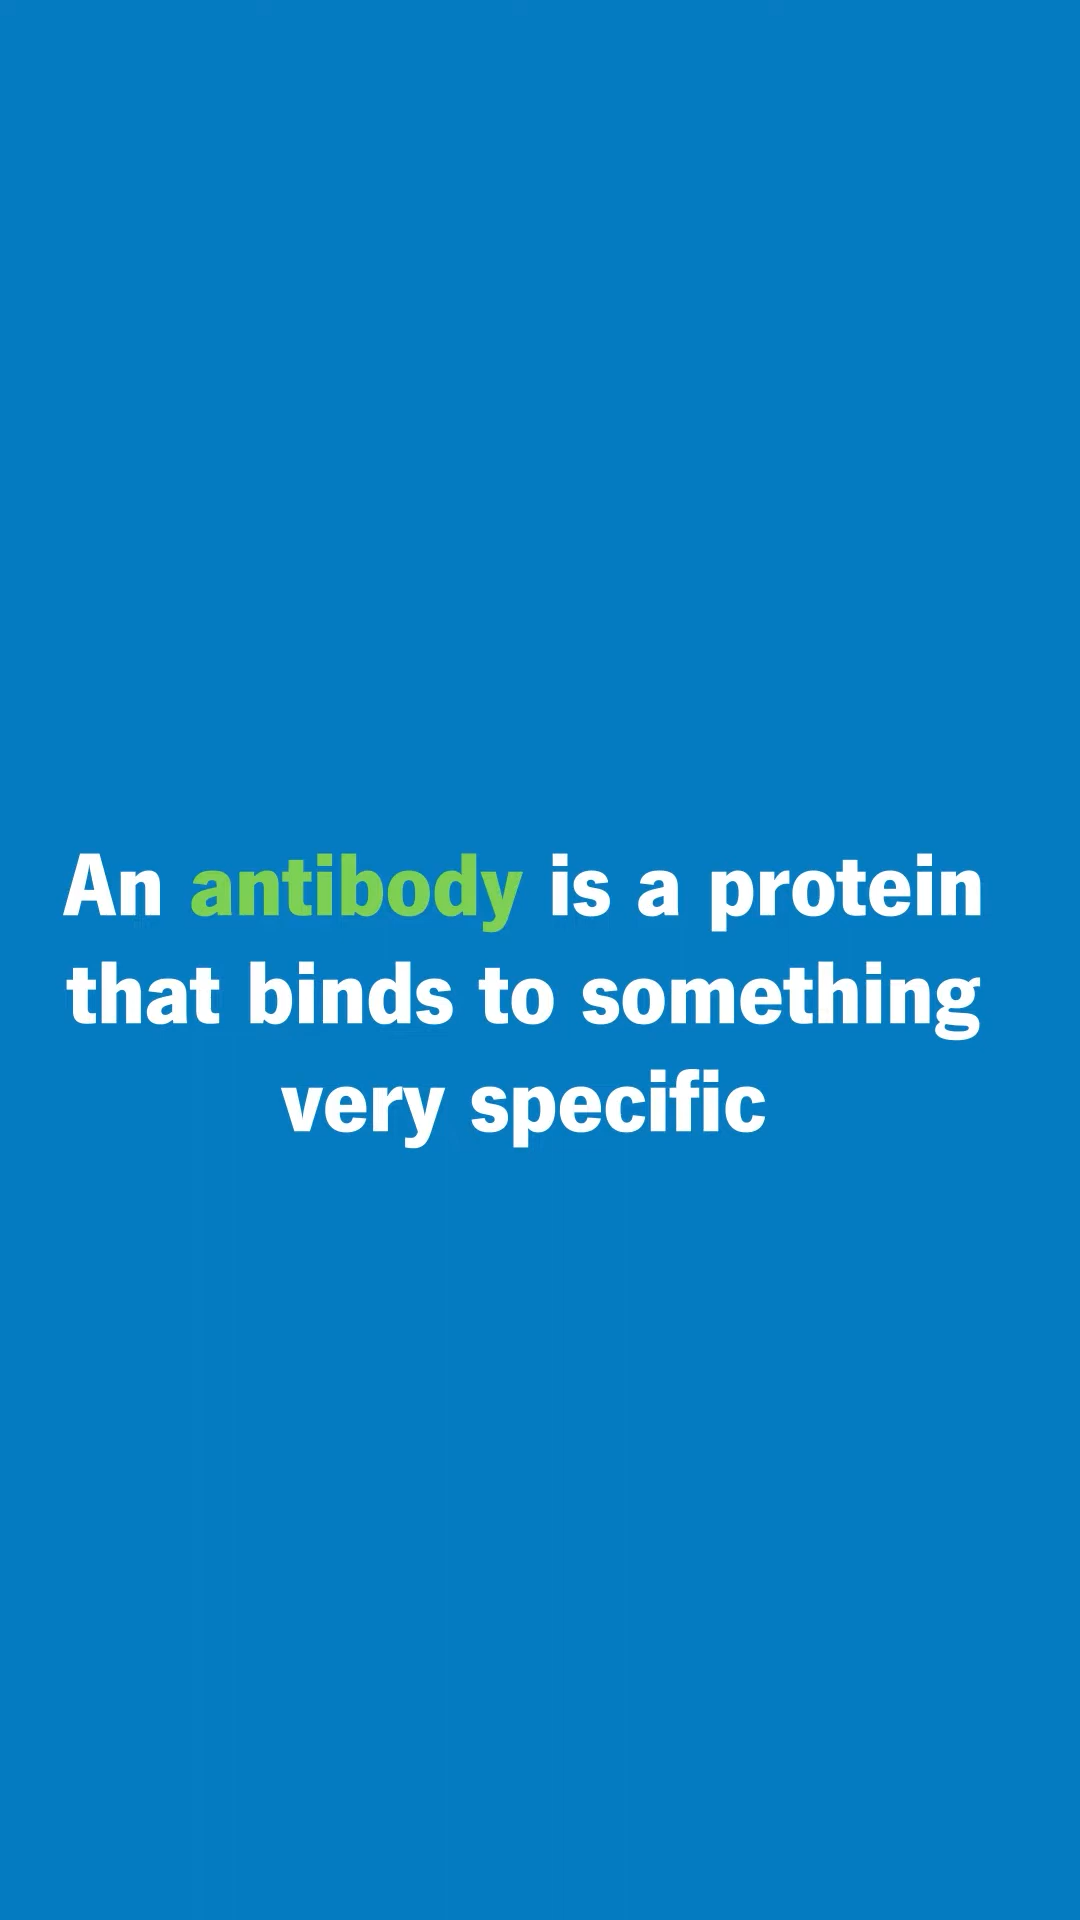 An antibody is a protein
that binds to something
very specific